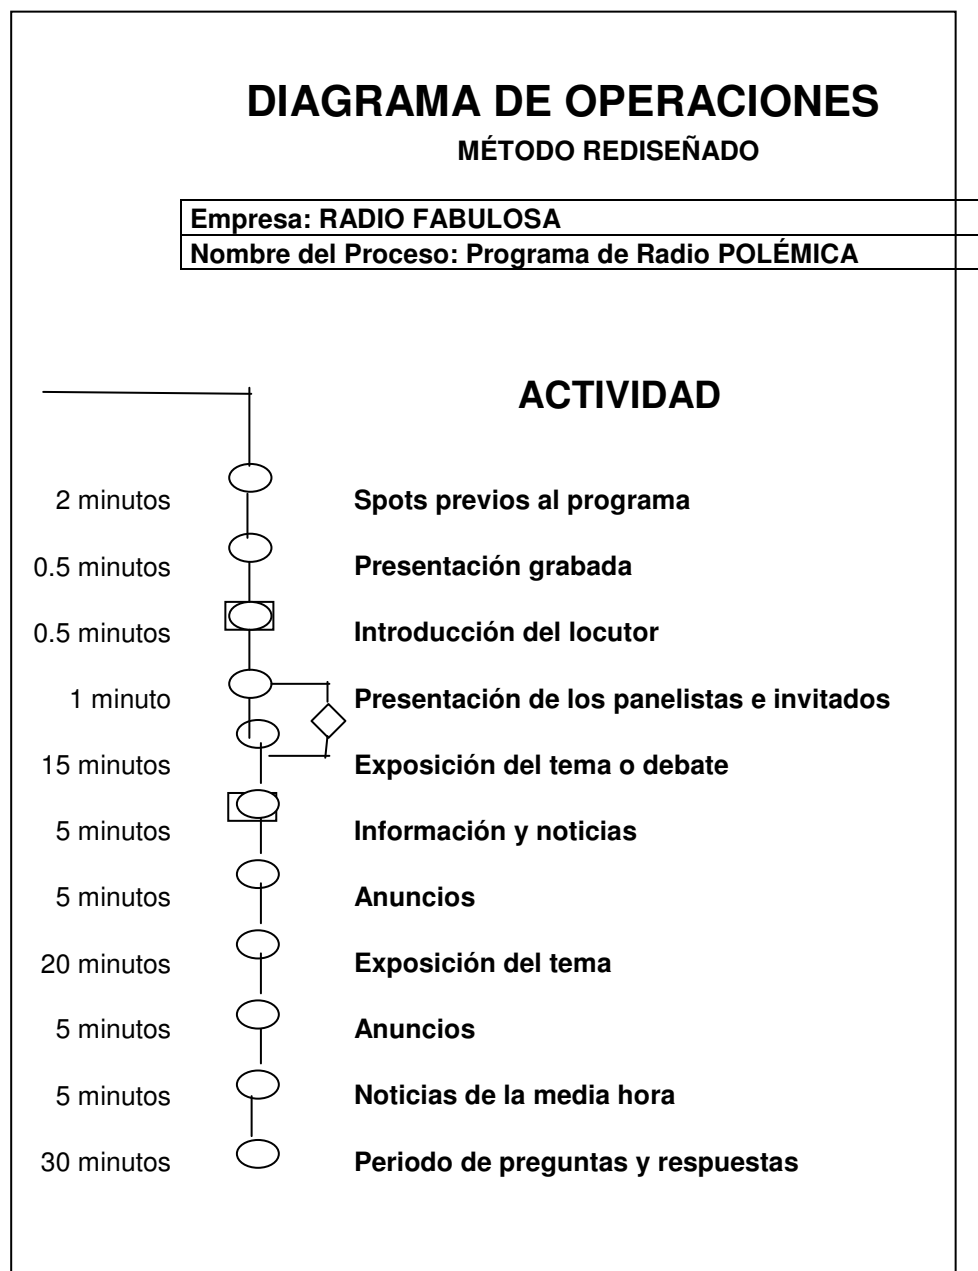 DIAGRAMA DE OPERACIONES
MÉTODO REDISEÑADO
Empresa: RADIO FABULOSA
Nombre del Proceso: Programa de Radio POLÉMICA
ACTIVIDAD
2 minutos Spots previos al programa
0.5 minutos Presentación grabada
0.5 minutos Introducción del locutor
1 minuto Presentación de los panelistas e invitados
15 minutos Exposición del tema o debate
5 minutos Información y noticias
5 minutos Anuncios
20 minutos Exposición del tema
5 minutos Anuncios
5 minutos Noticias de la media hora
30 minutos Periodo de preguntas y respuestas